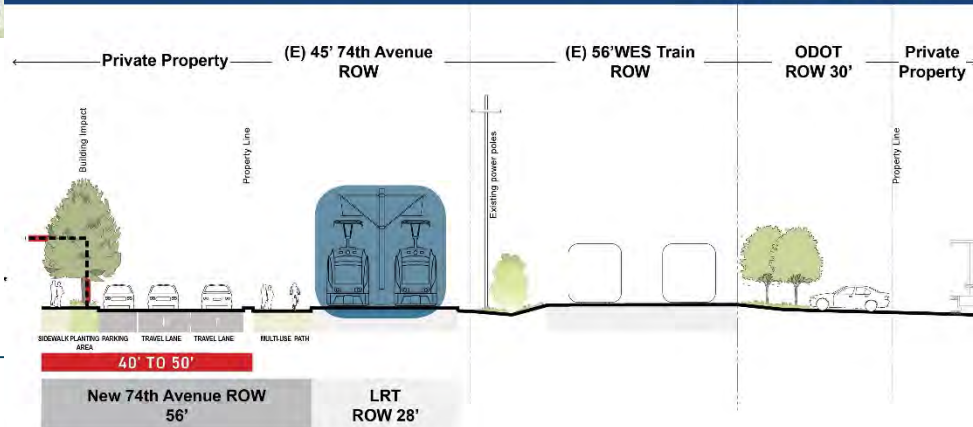 Private Property
(E) 45' 74th Avenue
ROW
(E) 56'WES Train
ROW
ODOT
ROW 30'
Private
Property
Building Impact
Property Line
Existing power poles
Property Line
SIDEWALK PLANTING
AREA
PARKING
TRAVEL LANE
TRAVEL LANE
MULTI-USE PATH
40' TO 50'
New 74th Avenue ROW
56'
LRT
ROW 28'